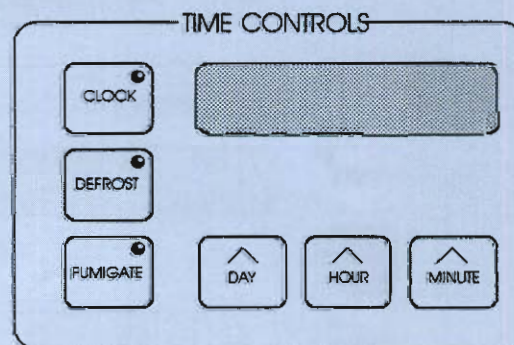 TIME CONTROLS
CLOCK
DEFROST
FUMIGATE
DAY
HOUR
MINUTE